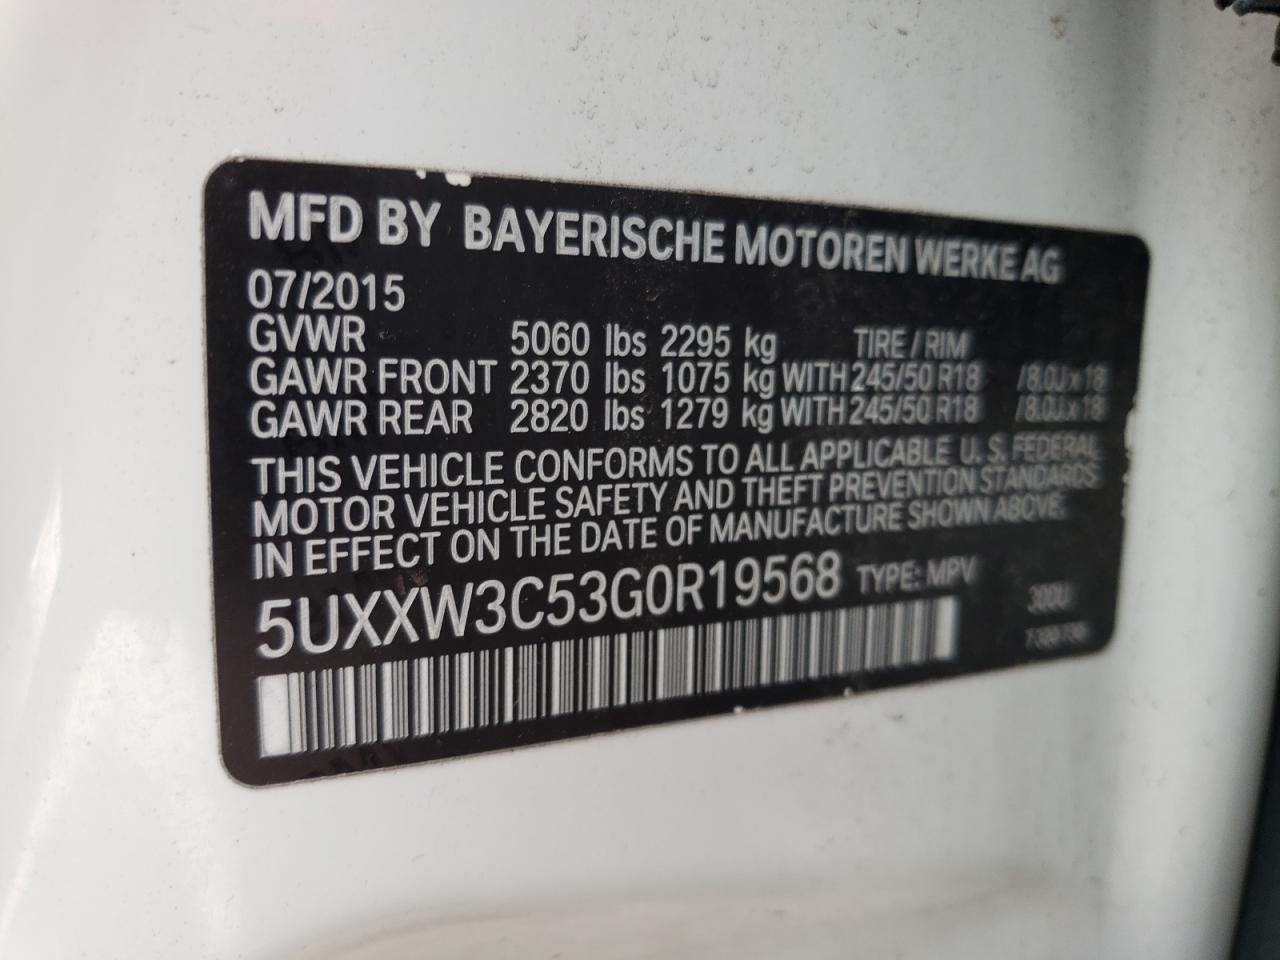 MFD BY BAYERISCHE MOTOREN WERKE AG
07/2015
GVWR 5060 lbs 2295 kg TIRE / RIM
GAWR FRONT 2370 lbs 1075 kg WITH 245/50 R18 /8.0J x 18
GAWR REAR 2820 lbs 1279 kg WITH 245/50 R18 /8.0J x 18
THIS VEHICLE CONFORMS TO ALL APPLICABLE U. S. FEDERAL
MOTOR VEHICLE SAFETY AND THEFT PREVENTION STANDARDS
IN EFFECT ON THE DATE OF MANUFACTURE SHOWN ABOVE.
5UXXW3C53G0R19568 TYPE: MPV
300U